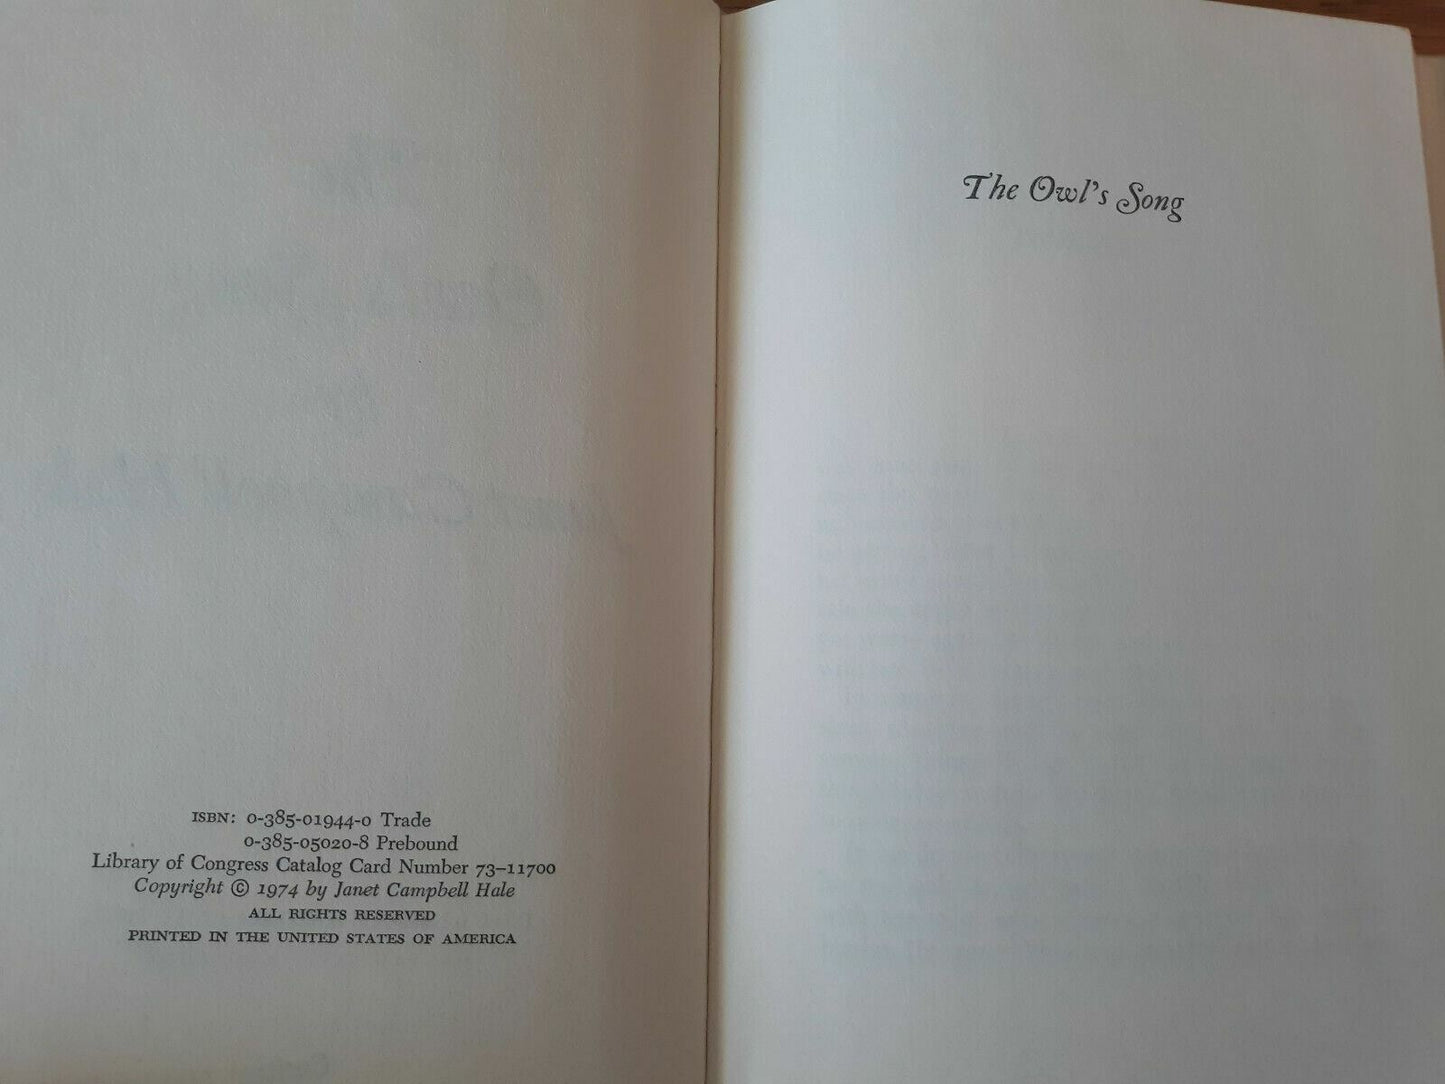 ISBN: 0-385-01944-0 Trade
0-385-05020-8 Prebound
Library of Congress Catalog Card Number 73–11700
Copyright © 1974 by Janet Campbell Hale
ALL RIGHTS RESERVED
PRINTED IN THE UNITED STATES OF AMERICA
The Owl's Song